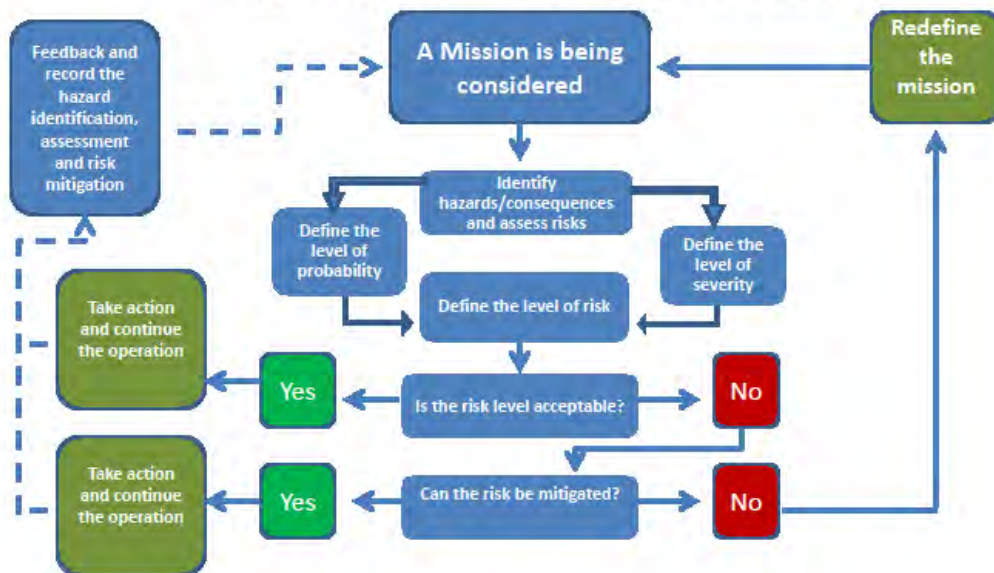 Feedback and
record the
hazard
identification,
assessment
and risk
mitigation
A Mission is being
considered
Redefine
the
mission
Identify
hazards/consequences
and assess risks
Define the
level of
probability
Define the
level of
severity
Define the level of risk
Take action
and continue
the operation
Yes
Is the risk level acceptable?
No
Take action
and continue
the operation
Yes
Can the risk be mitigated?
No